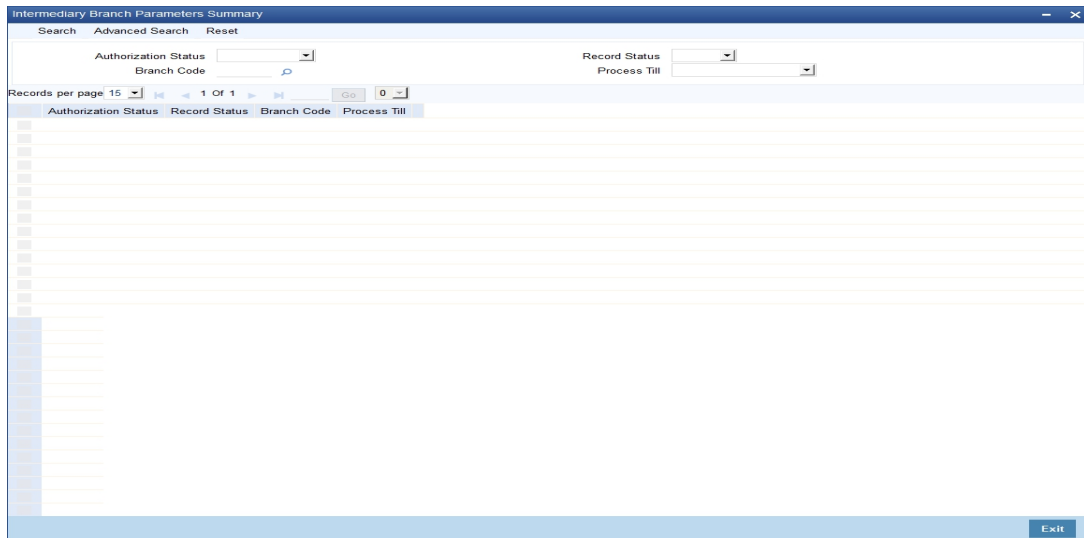 Intermediary Branch Parameters Summary
Search Advanced Search Reset
Authorization Status Record Status
Branch Code Process Till
Records per page 15 1 Of 1 Go 0
Authorization Status Record Status Branch Code Process Till
Exit